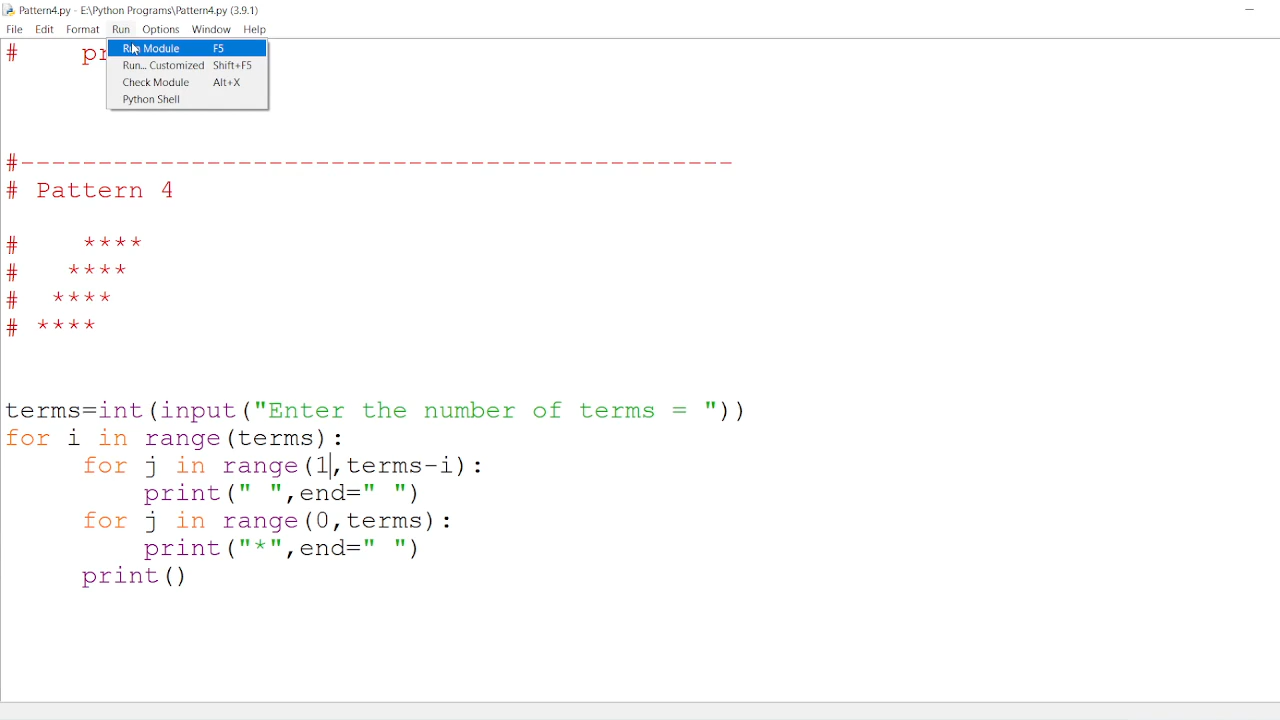 Pattern4.py - E:\Python Programs\Pattern4.py (3.9.1)
File Edit Format Run Options Window Help
Run Module F5
Run... Customized Shift+F5
Check Module Alt+X
Python Shell
# pr
#----------------------------------------------
# Pattern 4
#     ****
#    ****
#   ****
# ****
terms=int(input("Enter the number of terms = "))
for i in range(terms):
     for j in range(1,terms-i):
         print(" ",end=" ")
     for j in range(0,terms):
         print("*",end=" ")
     print()